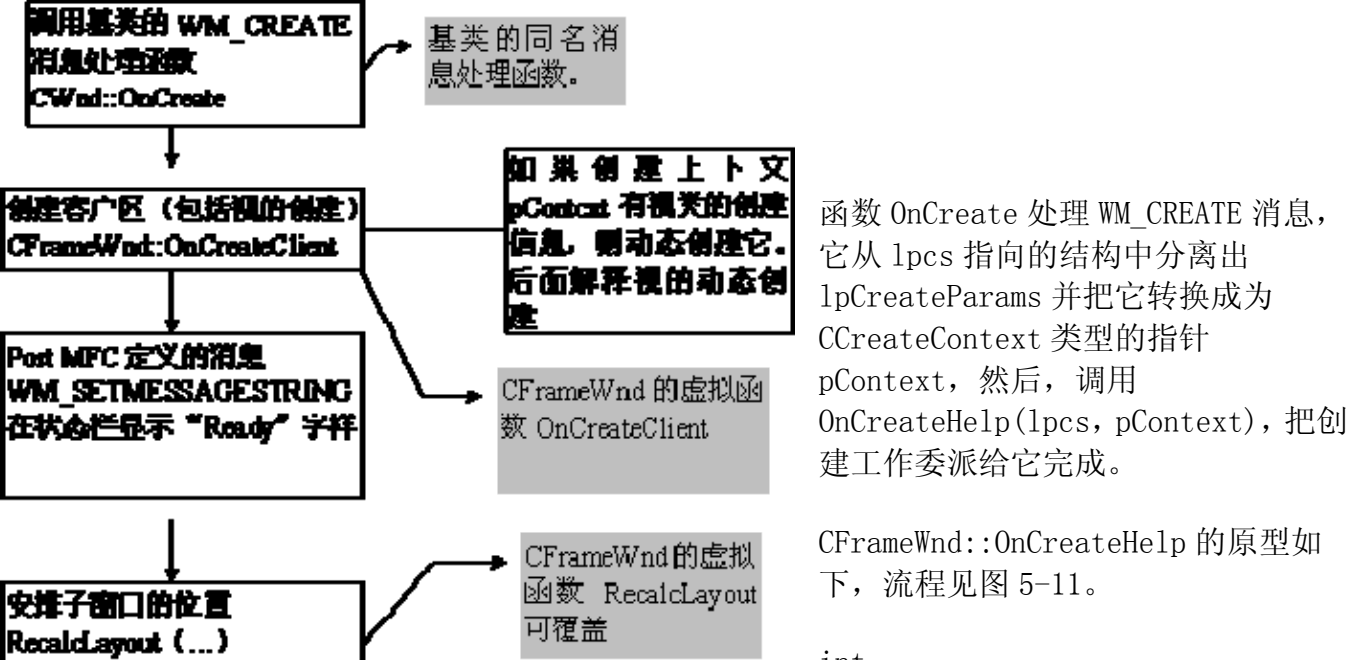 调用基类的 WM_CREATE
消息处理函数
CWnd::OnCreate
基类的同名消
息处理函数。
创建客户区（包括视的创建）
CFrameWnd::OnCreateClient
如果创建上下文
pContext 有视类的创建
信息，则动态创建它。
后面解释视的动态创
建
Post MFC 定义的消息
WM_SETMESSAGESTRING
在状态栏显示“Ready”字样
CFrameWnd 的虚拟函
数 OnCreateClient
安排子窗口的位置
RecalcLayout（...）
CFrameWnd的虚拟
函数 RecalcLayout
可覆盖
函数 OnCreate 处理 WM_CREATE 消息，
它从 lpcs 指向的结构中分离出
lpCreateParams 并把它转换成为
CCreateContext 类型的指针
pContext，然后，调用
OnCreateHelp(lpcs，pContext)，把创
建工作委派给它完成。
CFrameWnd::OnCreateHelp 的原型如
下，流程见图 5-11。
int